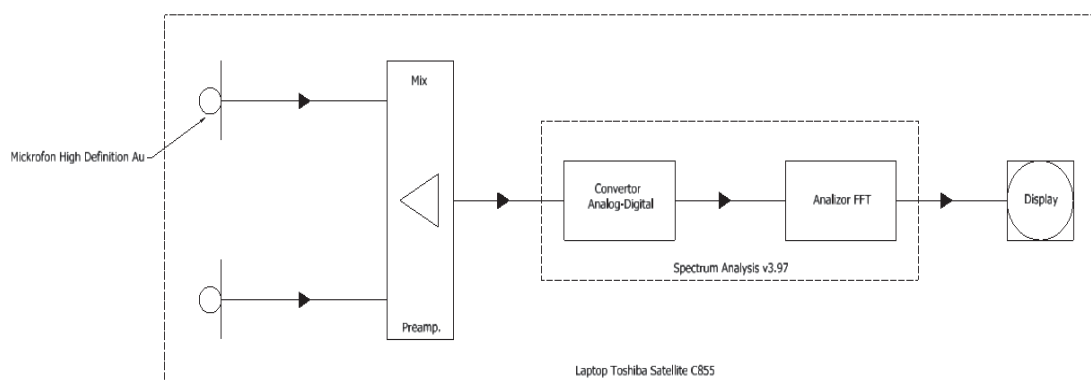 Mix
Mickrofon High Definition Au
Convertor
Analog-Digital
Analizor FFT
Display
Spectrum Analysis v3.97
Preamp.
Laptop Toshiba Satellite C855